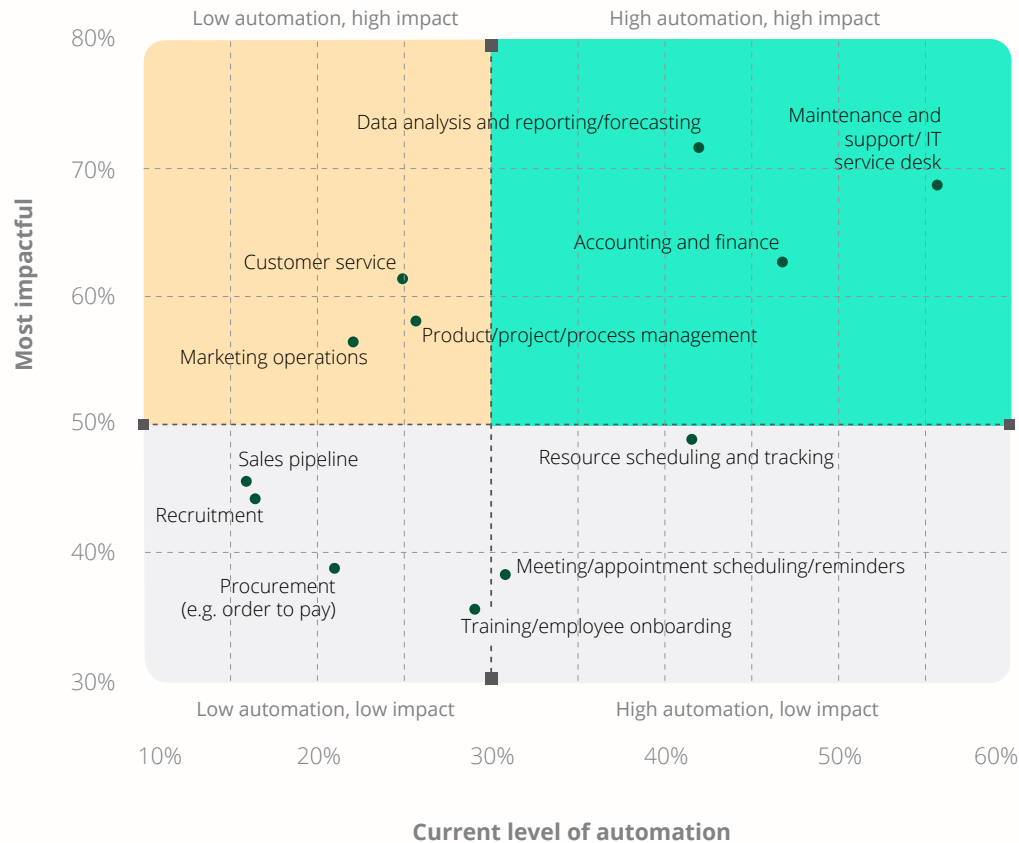 Low automation, high impact
High automation, high impact
80%
70%
60%
50%
40%
30%
Most impactful
Data analysis and reporting/forecasting
Maintenance and
support/ IT
service desk
Accounting and finance
Customer service
Product/project/process management
Marketing operations
Sales pipeline
Recruitment
Resource scheduling and tracking
Procurement
(e.g. order to pay)
Meeting/appointment scheduling/reminders
Training/employee onboarding
Low automation, low impact
High automation, low impact
10%
20%
30%
40%
50%
60%
Current level of automation